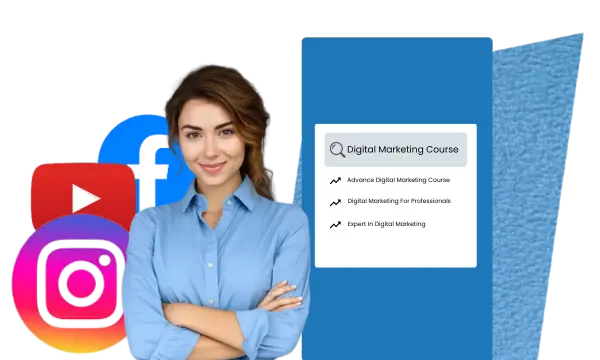 Digital Marketing Course
Advance Digital Marketing Course
Digital Marketing For Professionals
Expert In Digital Marketing